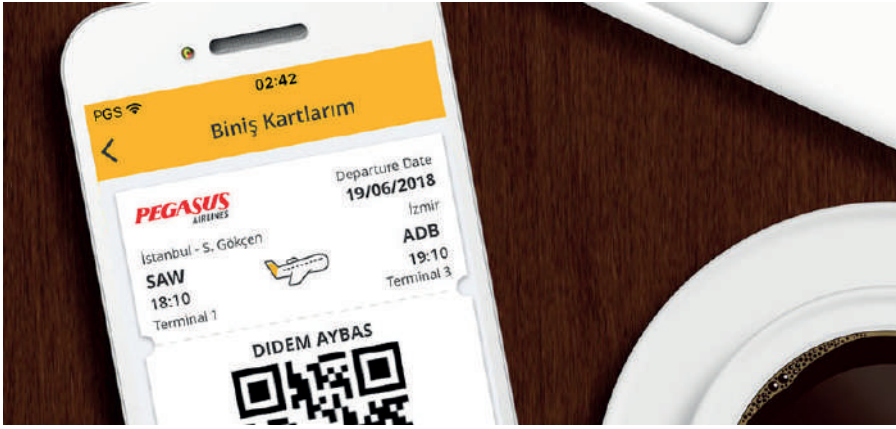 PGS 02:42
Biniş Kartlarım
PEGASUS
AIRLINES
Departure Date
19/06/2018
İstanbul - S. Gökçen
İzmir
SAW
ADB
18:10
19:10
Terminal 1
Terminal 3
DIDEM AYBAS